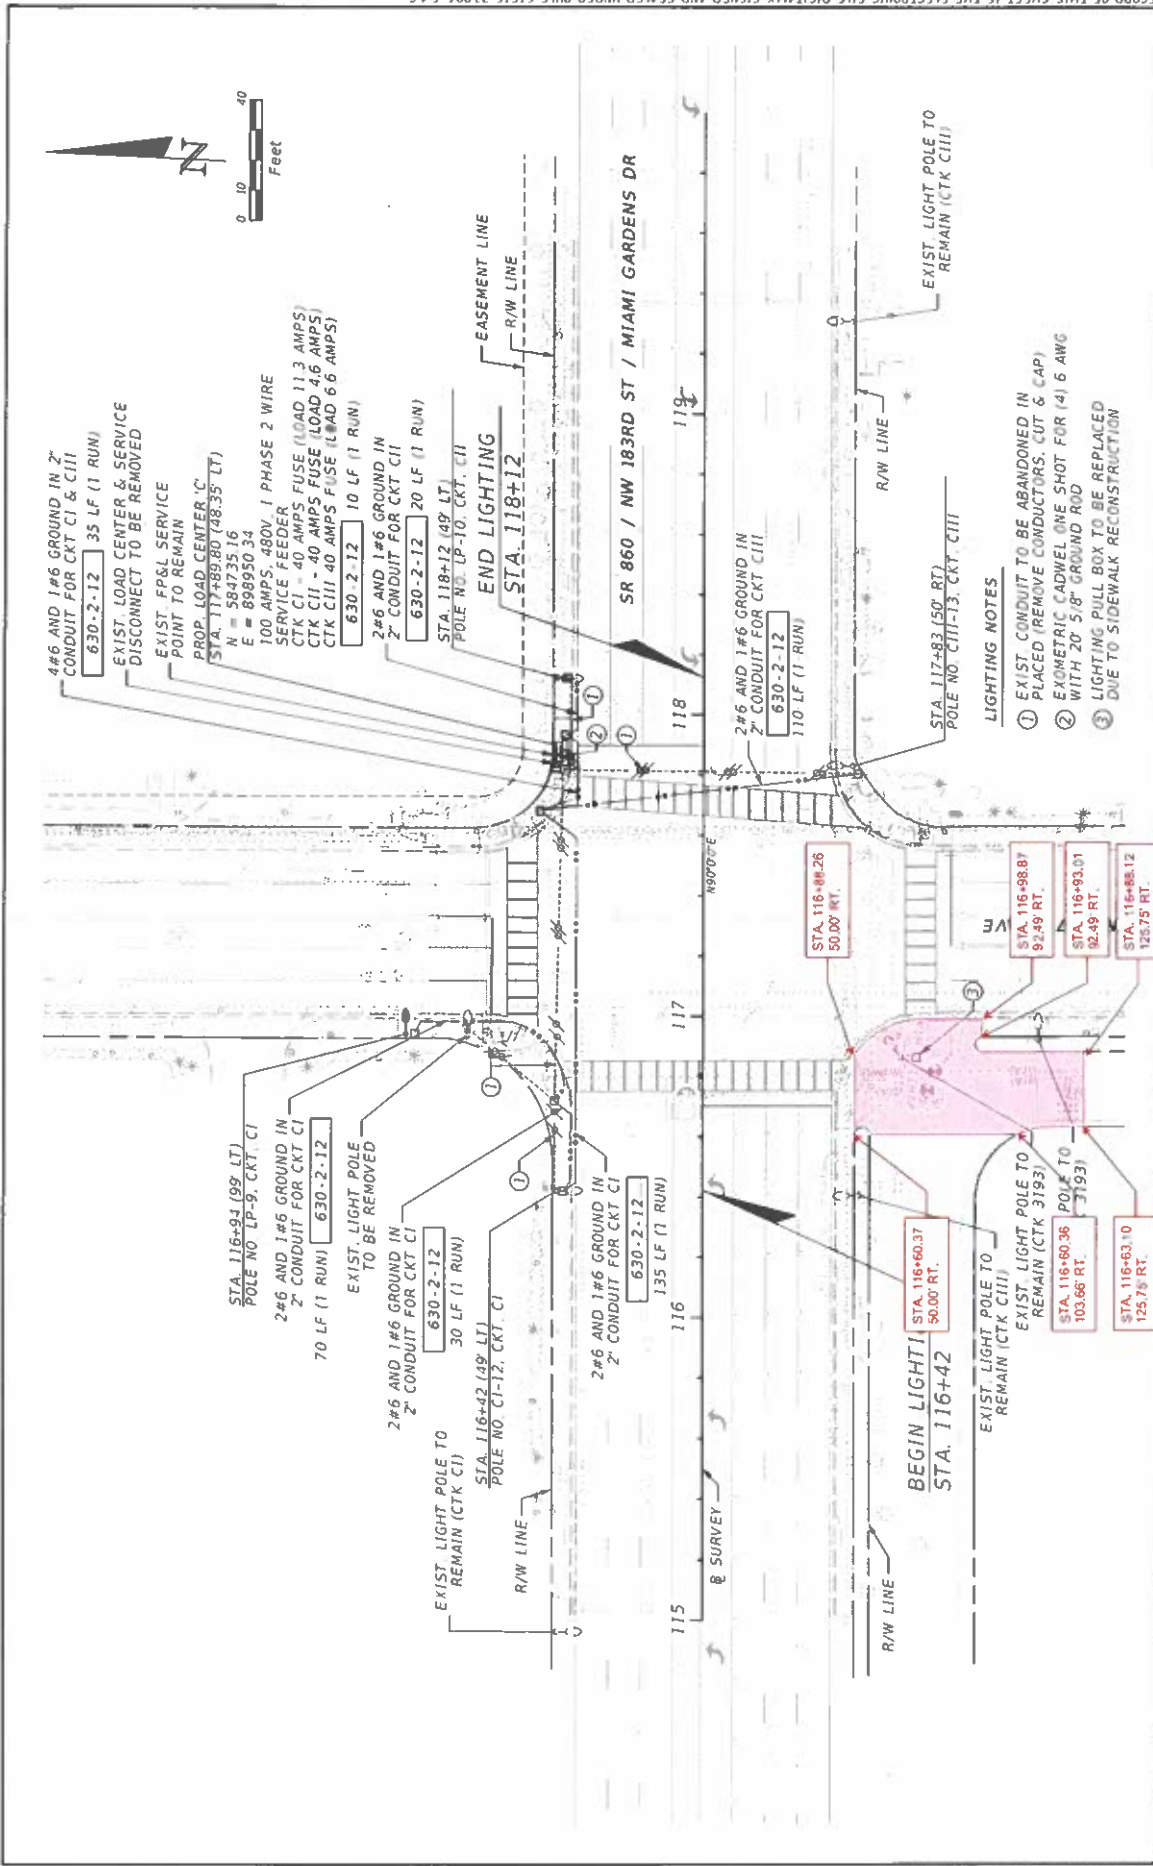 4#6 AND 1#6 GROUND IN 2"
CONDUIT FOR CKT CI & CIII
630-2-12 35 LF (1 RUN)
EXIST. LOAD CENTER & SERVICE
DISCONNECT TO BE REMOVED
EXIST. FP&L SERVICE
POINT TO REMAIN
PROP. LOAD CENTER 'C'
STA. 117+89.80 (48.35' LT)
N = 584735.16
E = 898950.34
100 AMPS, 480V, 1 PHASE 2 WIRE
SERVICE FEEDER
CTK CI - 40 AMPS FUSE (LOAD 11.3 AMPS)
CTK CII - 40 AMPS FUSE (LOAD 4.6 AMPS)
CTK CIII 40 AMPS FUSE (LOAD 6.6 AMPS)
630-2-12 10 LF (1 RUN)
2#6 AND 1#6 GROUND IN
2" CONDUIT FOR CKT CII
630-2-12 20 LF (1 RUN)
STA. 118+12 (49' LT)
POLE NO. LP-10, CKT. CII
END LIGHTING
STA. 118+12
N
0 10 40
Feet
EASEMENT LINE
R/W LINE
STA. 116+94 (99' LT)
POLE NO. LP-9, CKT. CI
2#6 AND 1#6 GROUND IN
2" CONDUIT FOR CKT CI
70 LF (1 RUN) 630-2-12
EXIST. LIGHT POLE
TO BE REMOVED
2#6 AND 1#6 GROUND IN
2" CONDUIT FOR CKT CI
630-2-12
30 LF (1 RUN)
EXIST. LIGHT POLE TO
REMAIN (CTK CI)
STA. 116+42 (49' LT)
POLE NO. CI-12, CKT. CI
R/W LINE
2#6 AND 1#6 GROUND IN
2" CONDUIT FOR CKT CI
630-2-12
135 LF (1 RUN)
1
1
1
2
1
SR 860 / NW 183RD ST / MIAMI GARDENS DR
115
116
117
118
119
SURVEY
N90°0'0"E
2#6 AND 1#6 GROUND IN
2" CONDUIT FOR CKT CIII
630-2-12
110 LF (1 RUN)
STA. 117+83 (50' RT)
POLE NO. CIII-13, CKT. CIII
R/W LINE
EXIST. LIGHT POLE TO
REMAIN (CTK CIII)
BEGIN LIGHTI
STA. 116+42
R/W LINE
EXIST. LIGHT POLE TO
REMAIN (CTK CIII)
EXIST. LIGHT POLE TO
REMAIN (CTK 3193)
POLE TO
3193)
3
VE
STA. 116+88.26
50.00' RT.
STA. 116+98.87
92.49' RT.
STA. 116+93.01
92.49' RT.
STA. 116+88.12
125.75' RT.
STA. 116+60.37
50.00' RT.
STA. 116+60.36
103.66' RT.
STA. 116+63.10
125.75' RT.
LIGHTING NOTES
1 EXIST CONDUIT TO BE ABANDONED IN
PLACED (REMOVE CONDUCTORS, CUT & CAP)
2 EXOMETRIC CADWEL ONE SHOT FOR (4) 6 AWG
WITH 20' 5/8" GROUND ROD
3 LIGHTING PULL BOX TO BE REPLACED
DUE TO SIDEWALK RECONSTRUCTION